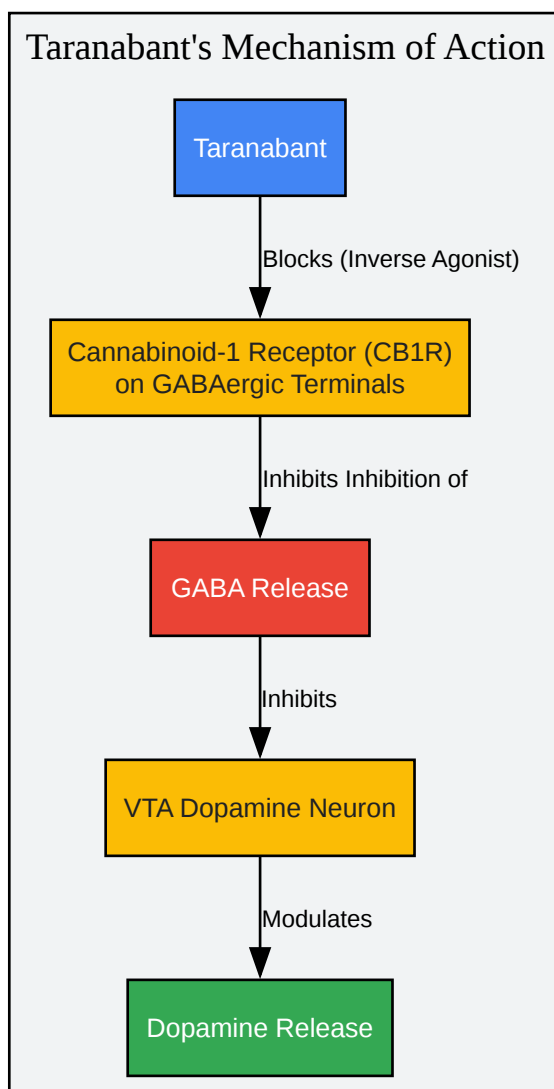 Taranabant's Mechanism of Action
Taranabant
Blocks (Inverse Agonist)
Cannabinoid-1 Receptor (CB1R)
on GABAergic Terminals
Inhibits Inhibition of
GABA Release
Inhibits
VTA Dopamine Neuron
Modulates
Dopamine Release